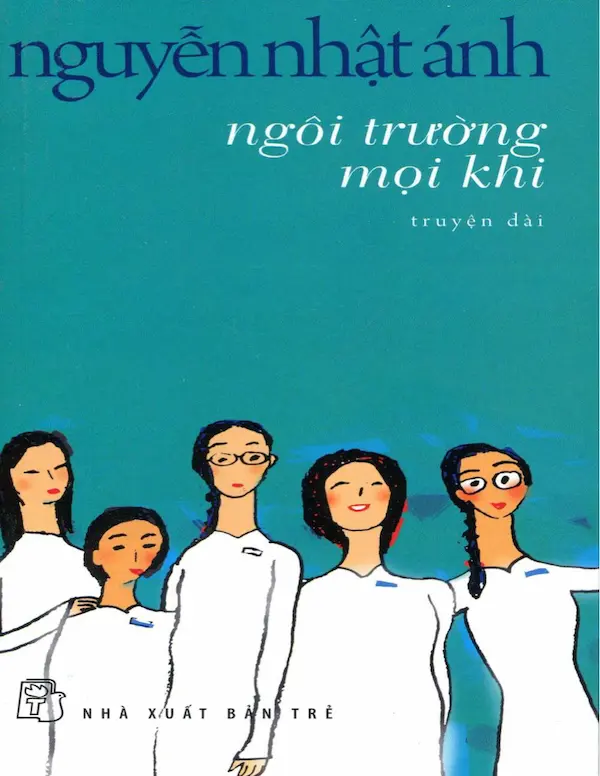 nguyễn nhật ánh
ngôi trường
mọi khi
truyện dài
T
NHÀ XUẤT BẢN TRẺ